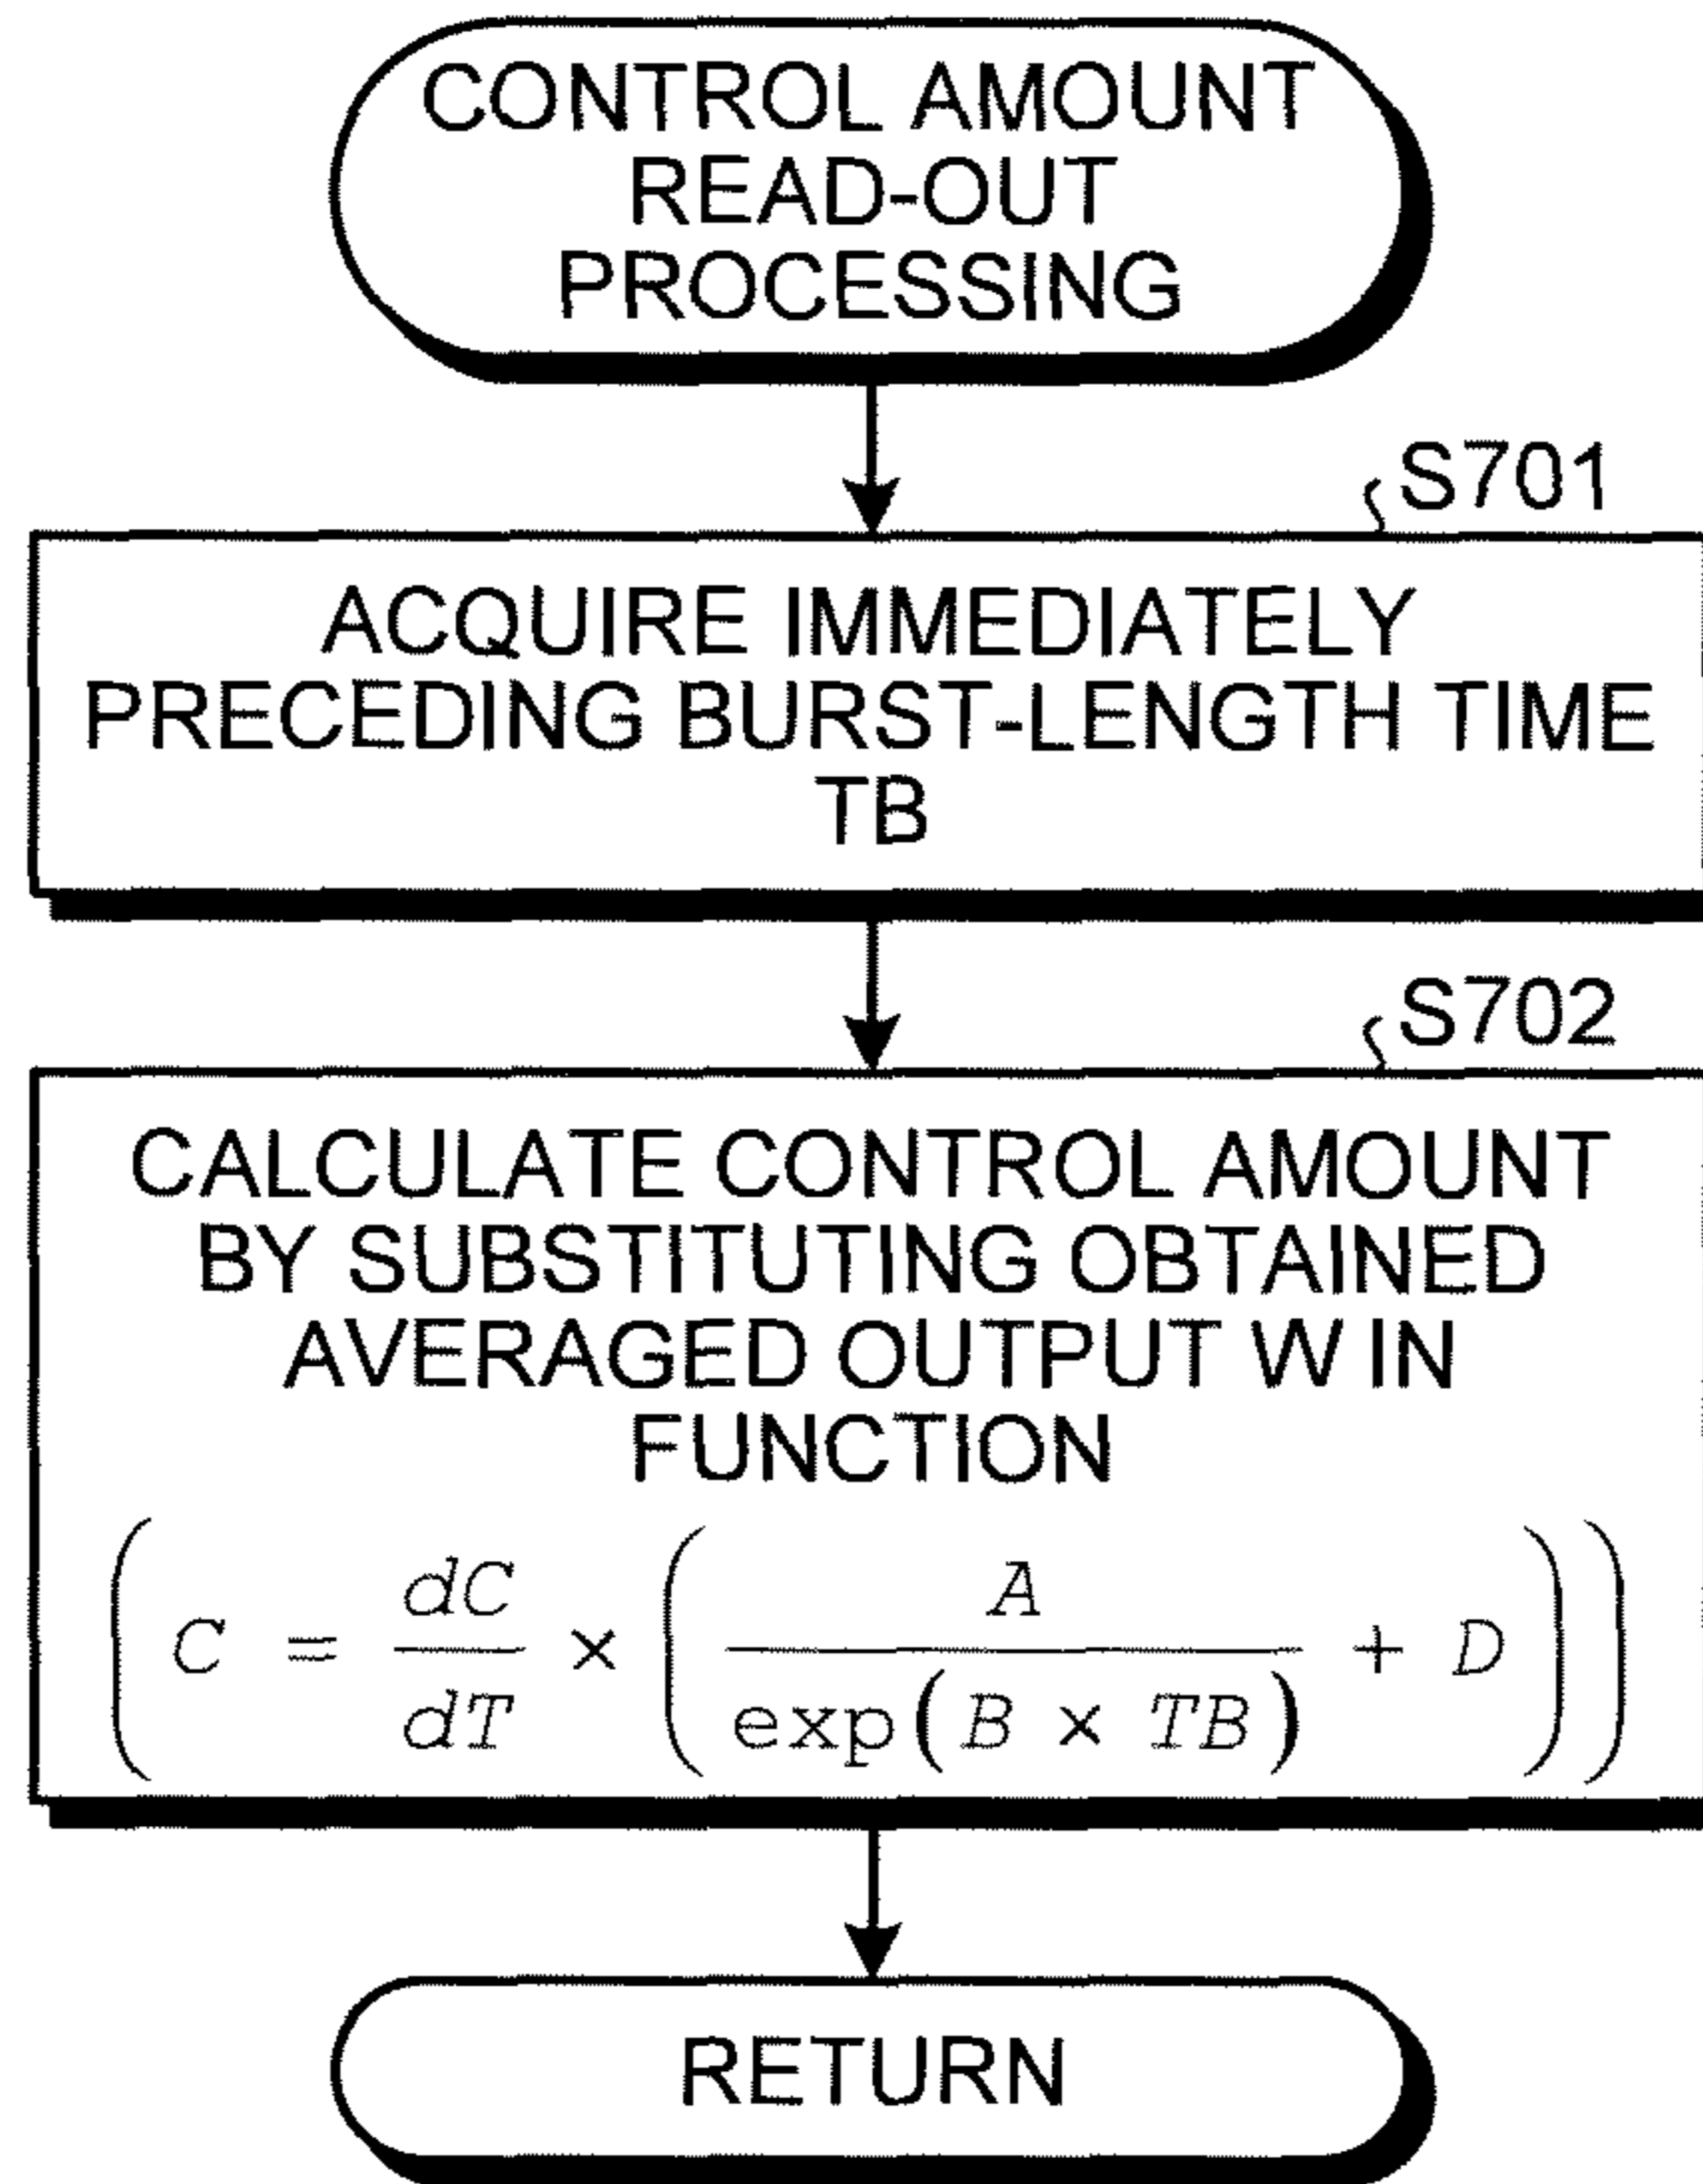 CONTROL AMOUNT
READ-OUT
PROCESSING
S701
ACQUIRE IMMEDIATELY
PRECEDING BURST-LENGTH TIME
TB
S702
CALCULATE CONTROL AMOUNT
BY SUBSTITUTING OBTAINED
AVERAGED OUTPUT W IN
FUNCTION
( C = dC/dT × ( A / exp( B × TB ) + D ) )
RETURN